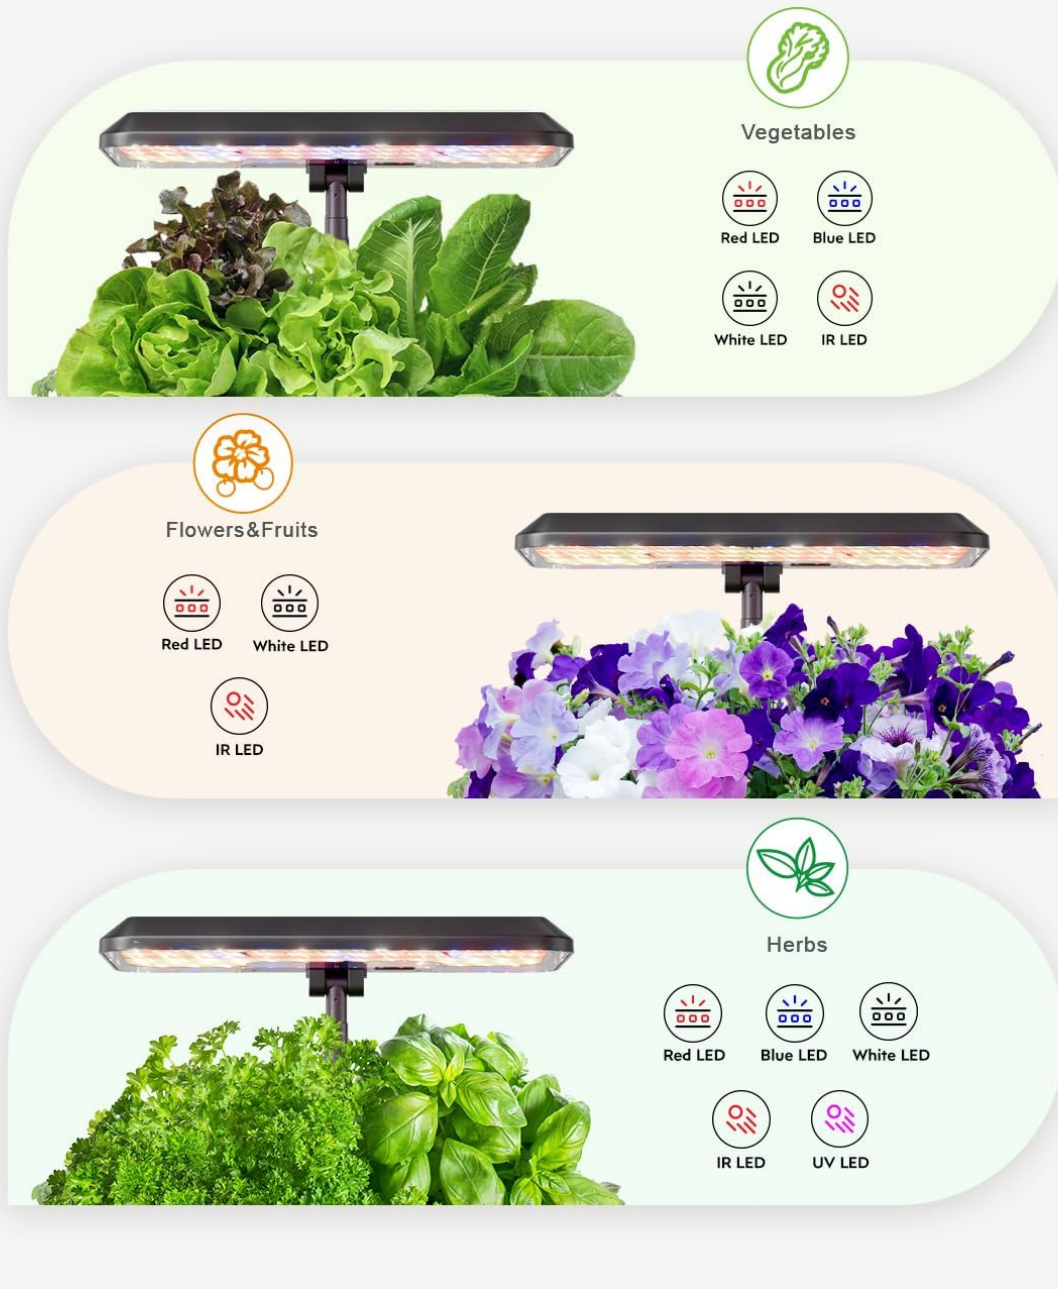 Vegetables
Red LED
Blue LED
White LED
IR LED
Flowers&Fruits
Red LED
White LED
IR LED
Herbs
Red LED
Blue LED
White LED
IR LED
UV LED